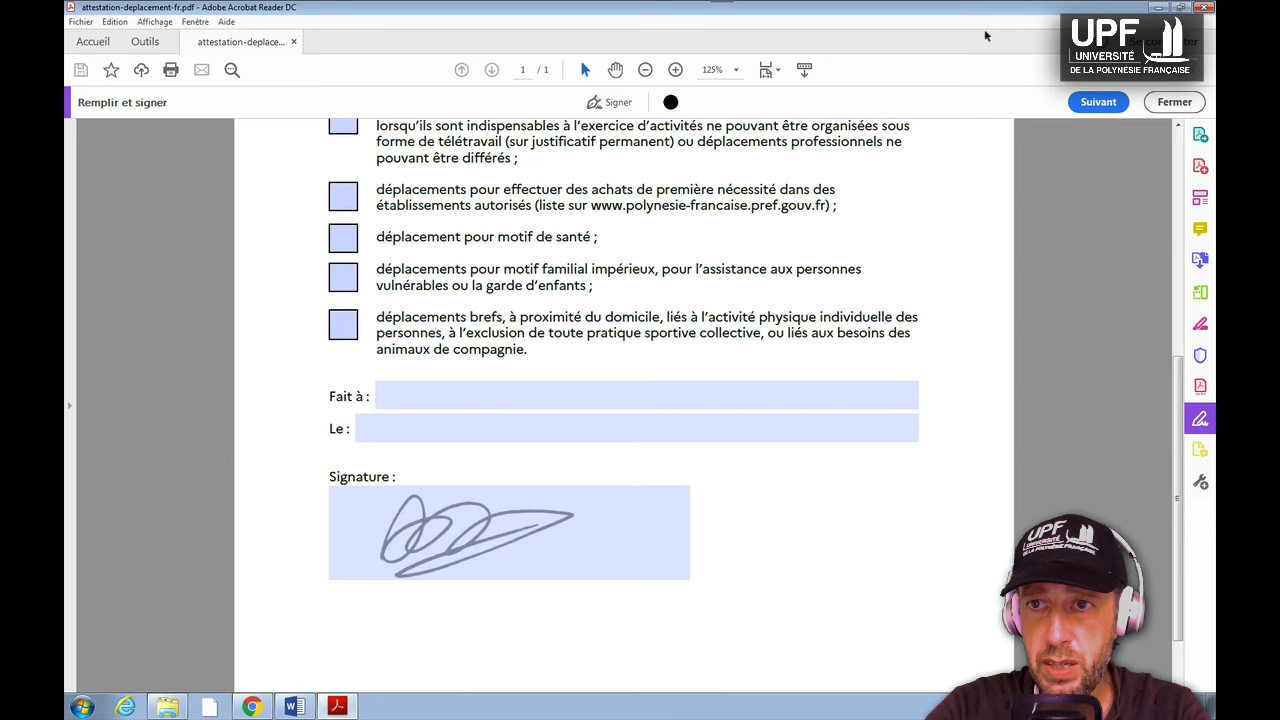 attestation-deplacement-fr.pdf - Adobe Acrobat Reader DC
Fichier Edition Affichage Fenêtre Aide
Accueil Outils attestation-deplace... ×
UPF
UNIVERSITÉ
DE LA POLYNÉSIE FRANÇAISE
1 / 1 125%
Remplir et signer Signer Suivant Fermer
lorsqu'ils sont indispensables à l'exercice d'activités ne pouvant être organisées sous
forme de télétravail (sur justificatif permanent) ou déplacements professionnels ne
pouvant être différés ;
déplacements pour effectuer des achats de première nécessité dans des
établissements autorisés (liste sur www.polynesie-francaise.pref.gouv.fr) ;
déplacement pour motif de santé ;
déplacements pour motif familial impérieux, pour l'assistance aux personnes
vulnérables ou la garde d'enfants ;
déplacements brefs, à proximité du domicile, liés à l'activité physique individuelle des
personnes, à l'exclusion de toute pratique sportive collective, ou liés aux besoins des
animaux de compagnie.
Fait à :
Le :
Signature :
UPF
UNIVERSITÉ
DE LA POLYNÉSIE FRANÇAISE